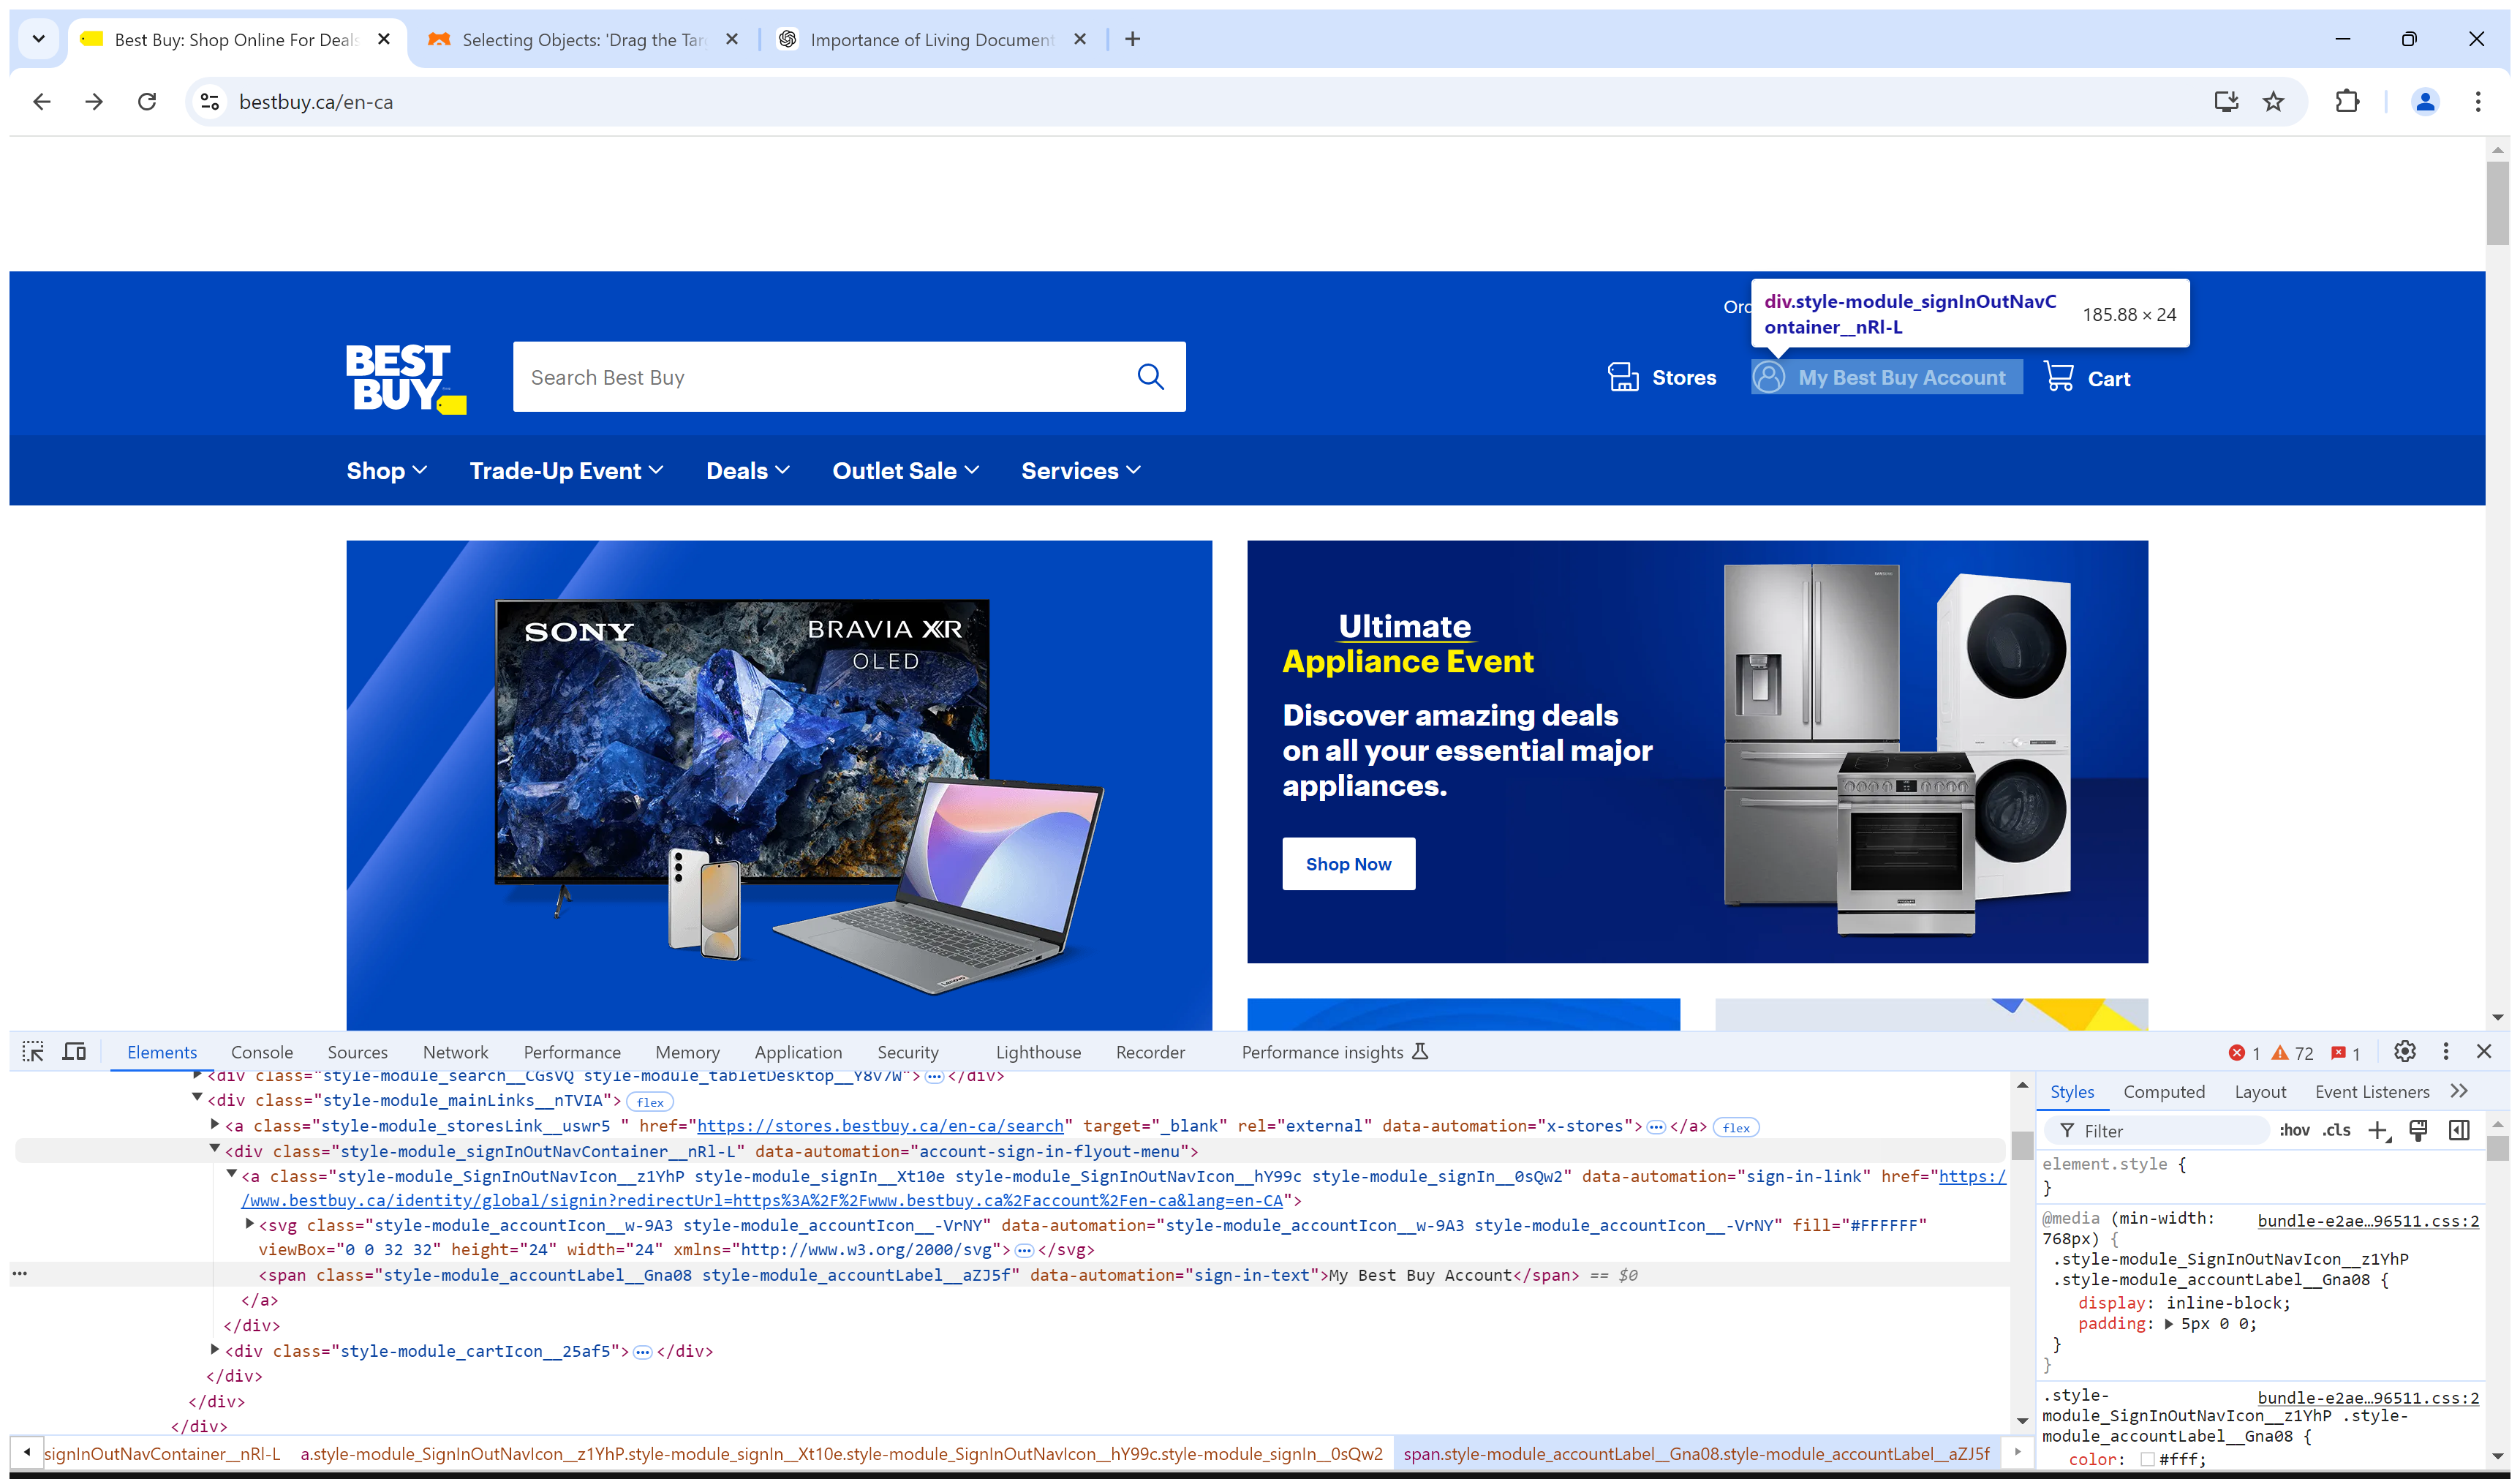 Best Buy: Shop Online For Deals
Selecting Objects: 'Drag the Tar
Importance of Living Document
bestbuy.ca/en-ca
div.style-module_signInOutNavC
ontainer__nRl-L
185.88 × 24
BEST
BUY
Search Best Buy
Stores
My Best Buy Account
Cart
Shop
Trade-Up Event
Deals
Outlet Sale
Services
SONY
BRAVIA XR
OLED
Lenovo
SAMSUNG
Ultimate
Appliance Event
Discover amazing deals
on all your essential major
appliances.
Shop Now
Elements
Console
Sources
Network
Performance
Memory
Application
Security
Lighthouse
Recorder
Performance insights
1
72
1
<div class="style-module_search__CGsVQ style-module_tabletDesktop__Y8v7W">…</div>
<div class="style-module_mainLinks__nTVIA"> flex
<a class="style-module_storesLink__uswr5 " href="https://stores.bestbuy.ca/en-ca/search" target="_blank" rel="external" data-automation="x-stores">…</a> flex
<div class="style-module_signInOutNavContainer__nRl-L" data-automation="account-sign-in-flyout-menu">
<a class="style-module_SignInOutNavIcon__z1YhP style-module_signIn__Xt10e style-module_SignInOutNavIcon__hY99c style-module_signIn__0sQw2" data-automation="sign-in-link" href="https:/
/www.bestbuy.ca/identity/global/signin?redirectUrl=https%3A%2F%2Fwww.bestbuy.ca%2Faccount%2Fen-ca&lang=en-CA">
<svg class="style-module_accountIcon__w-9A3 style-module_accountIcon__-VrNY" data-automation="style-module_accountIcon__w-9A3 style-module_accountIcon__-VrNY" fill="#FFFFFF"
viewBox="0 0 32 32" height="24" width="24" xmlns="http://www.w3.org/2000/svg">…</svg>
<span class="style-module_accountLabel__Gna08 style-module_accountLabel__aZJ5f" data-automation="sign-in-text">My Best Buy Account</span> == $0
</a>
</div>
<div class="style-module_cartIcon__25af5">…</div>
</div>
</div>
</div>
signInOutNavContainer__nRl-L
a.style-module_SignInOutNavIcon__z1YhP.style-module_signIn__Xt10e.style-module_SignInOutNavIcon__hY99c.style-module_signIn__0sQw2
span.style-module_accountLabel__Gna08.style-module_accountLabel__aZJ5f
Styles
Computed
Layout
Event Listeners
Filter
:hov .cls
element.style {
}
@media (min-width: bundle-e2ae…96511.css:2
768px) {
.style-module_SignInOutNavIcon__z1YhP
.style-module_accountLabel__Gna08 {
display: inline-block;
padding: 5px 0 0;
}
}
.style- bundle-e2ae…96511.css:2
module_SignInOutNavIcon__z1YhP .style-
module_accountLabel__Gna08 {
color: #fff;